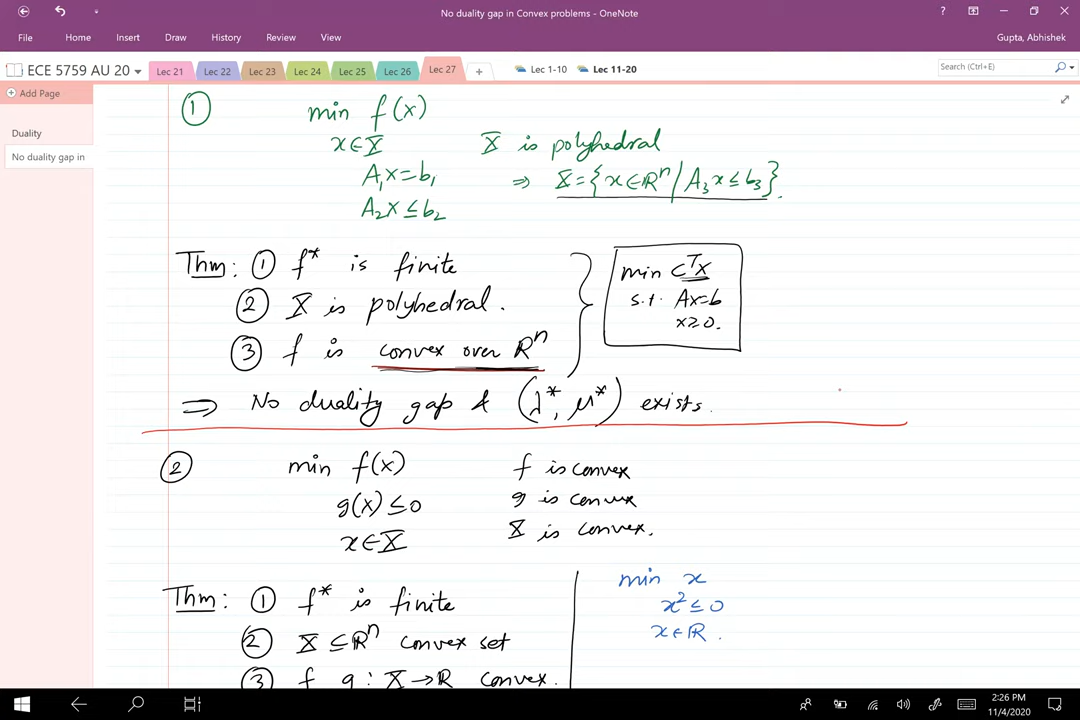 No duality gap in Convex problems - OneNote
File Home Insert Draw History Review View
Gupta, Abhishek
ECE 5759 AU 20 Lec 21 Lec 22 Lec 23 Lec 24 Lec 25 Lec 26 Lec 27 + Lec 1-10 Lec 11-20
Search (Ctrl+E)
Add Page
Duality
No duality gap in
① min f(x)
x∈X X is polyhedral
A₁x=b₁ ⇒ X={x∈ℝⁿ/A₃x≤b₃}.
A₂x≤b₂
Thm: ① f* is finite
② X is polyhedral.
③ f is convex over ℝⁿ
min CᵀX
s.t. Ax=b
x≥0.
⇒ No duality gap & (λ*, μ*) exists.
② min f(x) f is convex
g(x)≤0 g is convex
x∈X X is convex.
Thm: ① f* is finite
② X⊆ℝⁿ convex set
③ f g : X→ℝ convex.
min x
x²≤0
x∈ℝ.
2:26 PM
11/4/2020